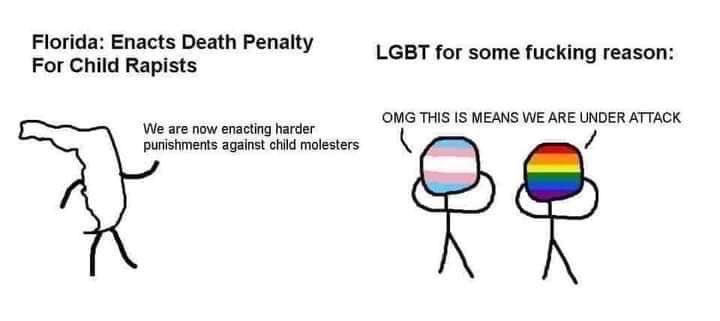 Florida: Enacts Death Penalty
For Child Rapists
LGBT for some fucking reason:
We are now enacting harder
punishments against child molesters
OMG THIS IS MEANS WE ARE UNDER ATTACK